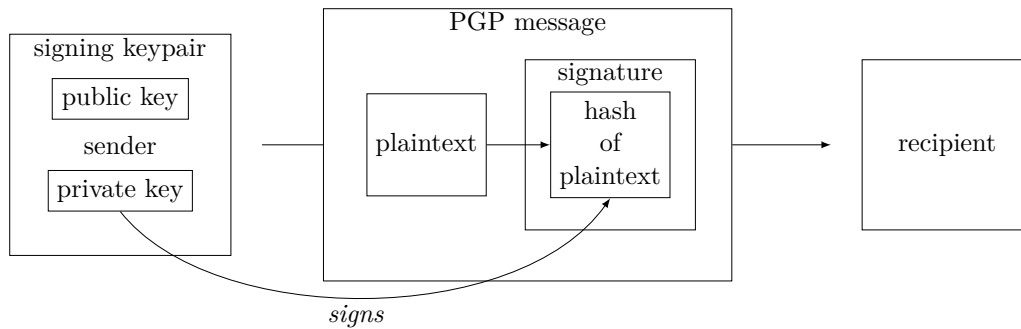 PGP message
signing keypair
public key
sender
private key
plaintext
signature
hash
of
plaintext
recipient
signs